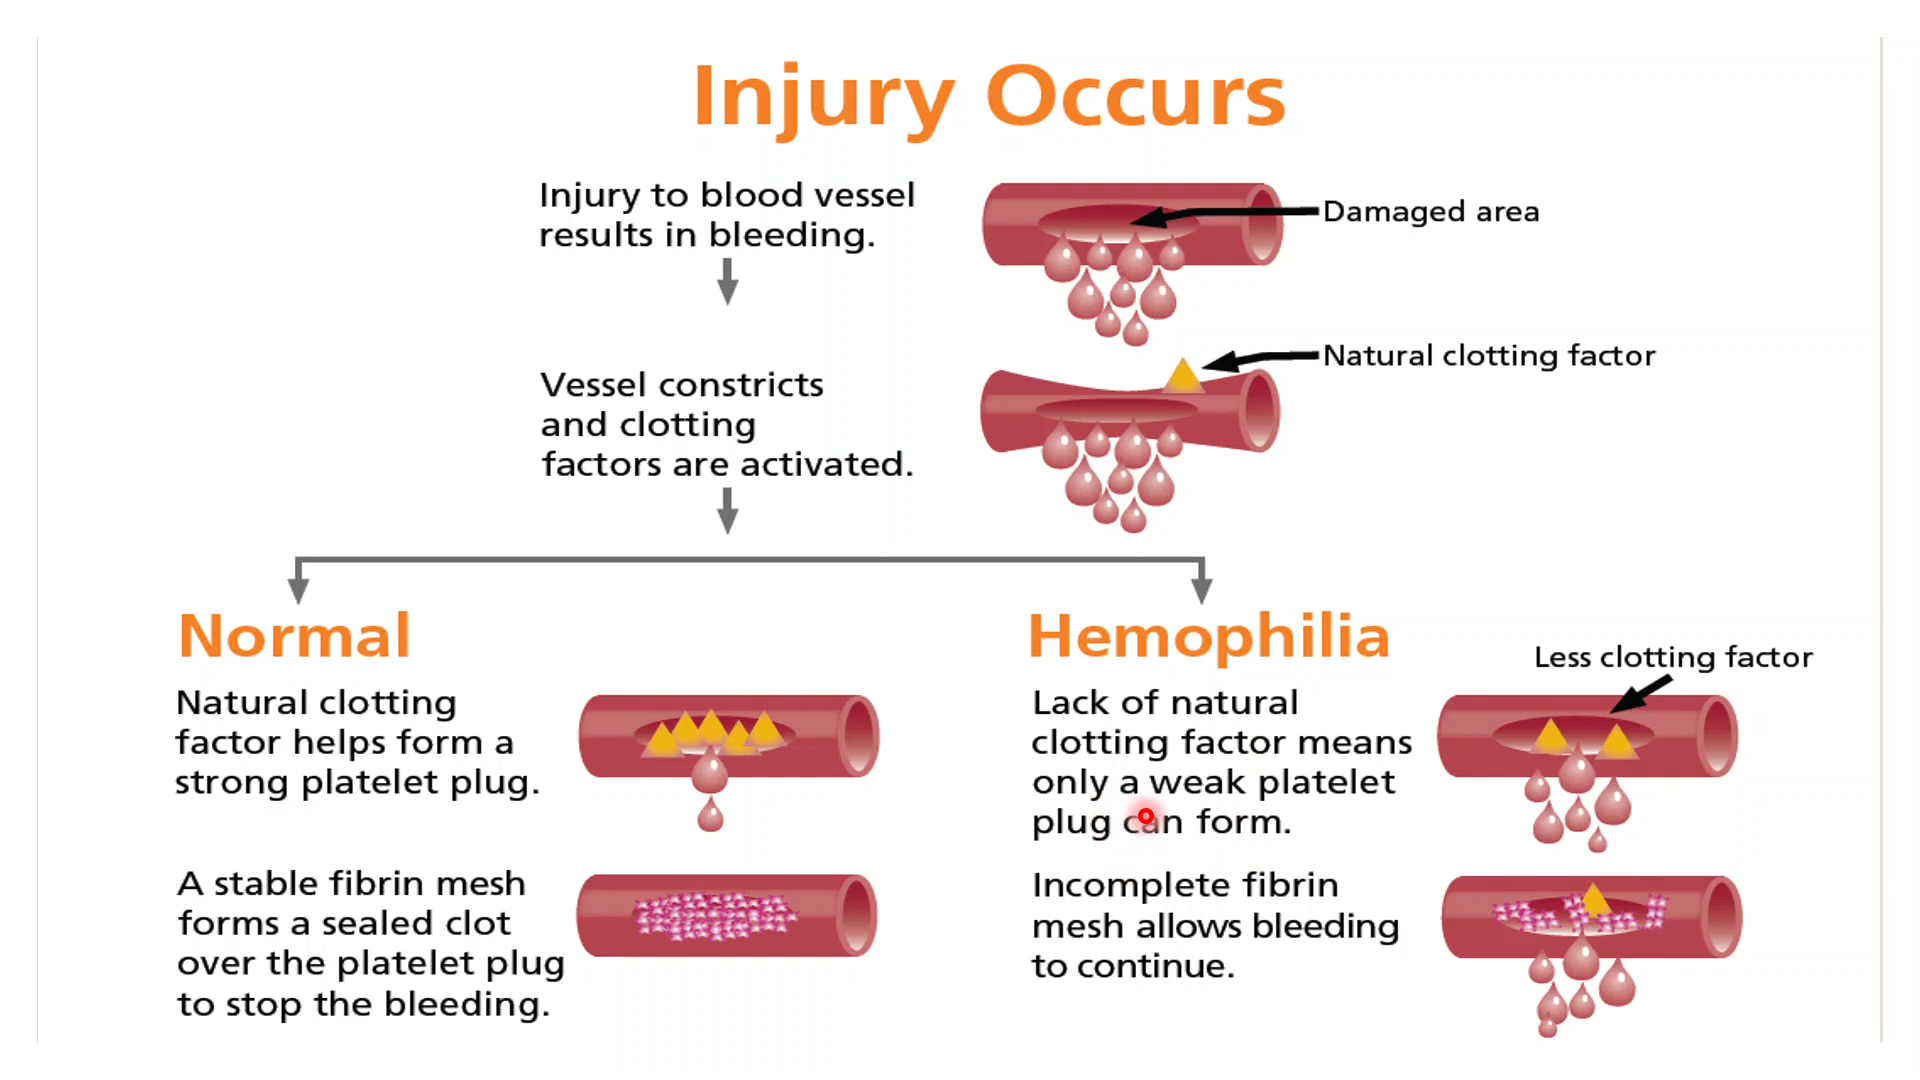 Injury Occurs
Injury to blood vessel
results in bleeding.
Damaged area
Natural clotting factor
Vessel constricts
and clotting
factors are activated.
Normal
Natural clotting
factor helps form a
strong platelet plug.
A stable fibrin mesh
forms a sealed clot
over the platelet plug
to stop the bleeding.
Hemophilia
Less clotting factor
Lack of natural
clotting factor means
only a weak platelet
plug can form.
Incomplete fibrin
mesh allows bleeding
to continue.